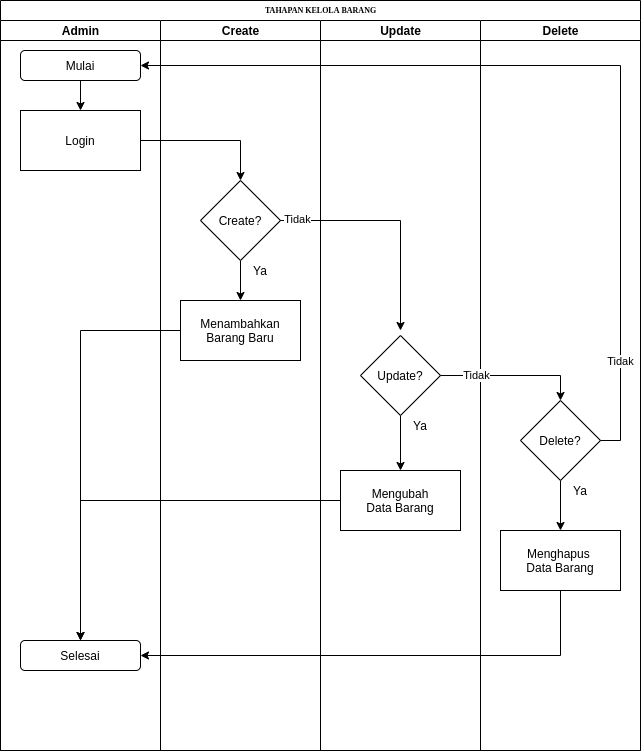 TAHAPAN KELOLA BARANG
Admin
Create
Update
Delete
Mulai
Login
Create?
Tidak
Ya
Menambahkan
Barang Baru
Update?
Tidak
Ya
Mengubah
Data Barang
Delete?
Tidak
Ya
Menghapus
Data Barang
Selesai